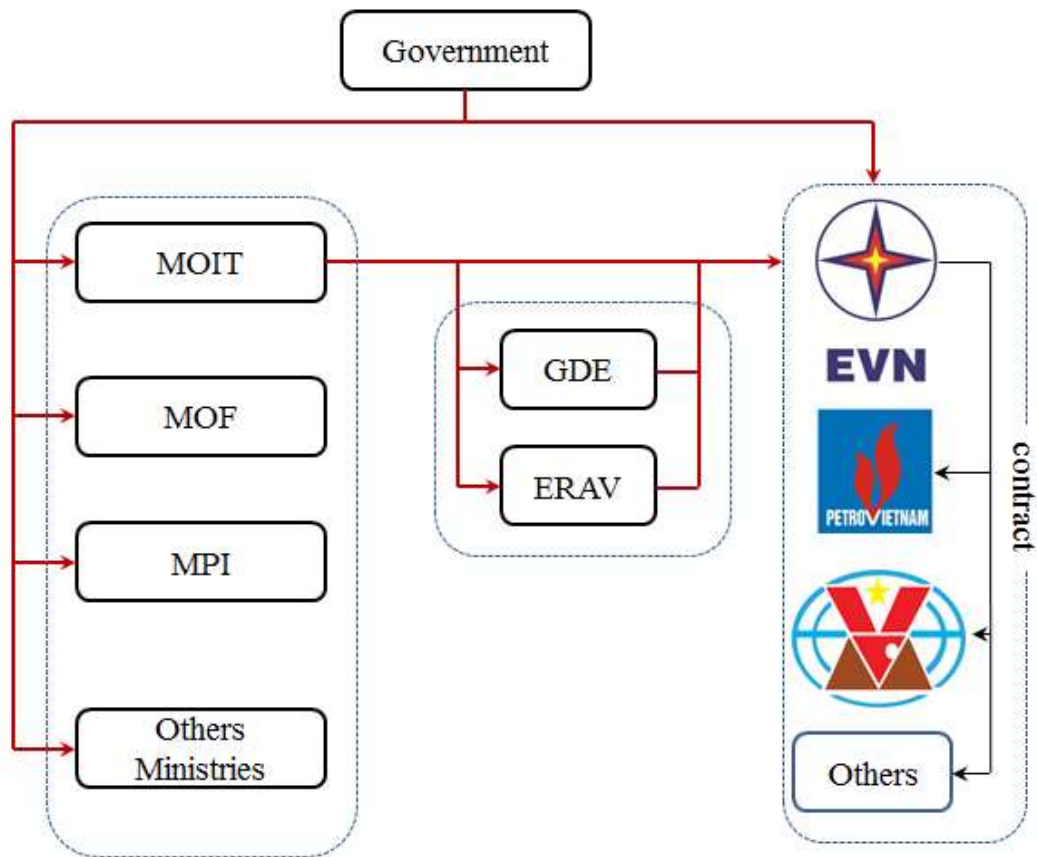 Government
MOIT
MOF
MPI
Others
Ministries
GDE
ERAV
EVN
PETROVIETNAM
Others
contract